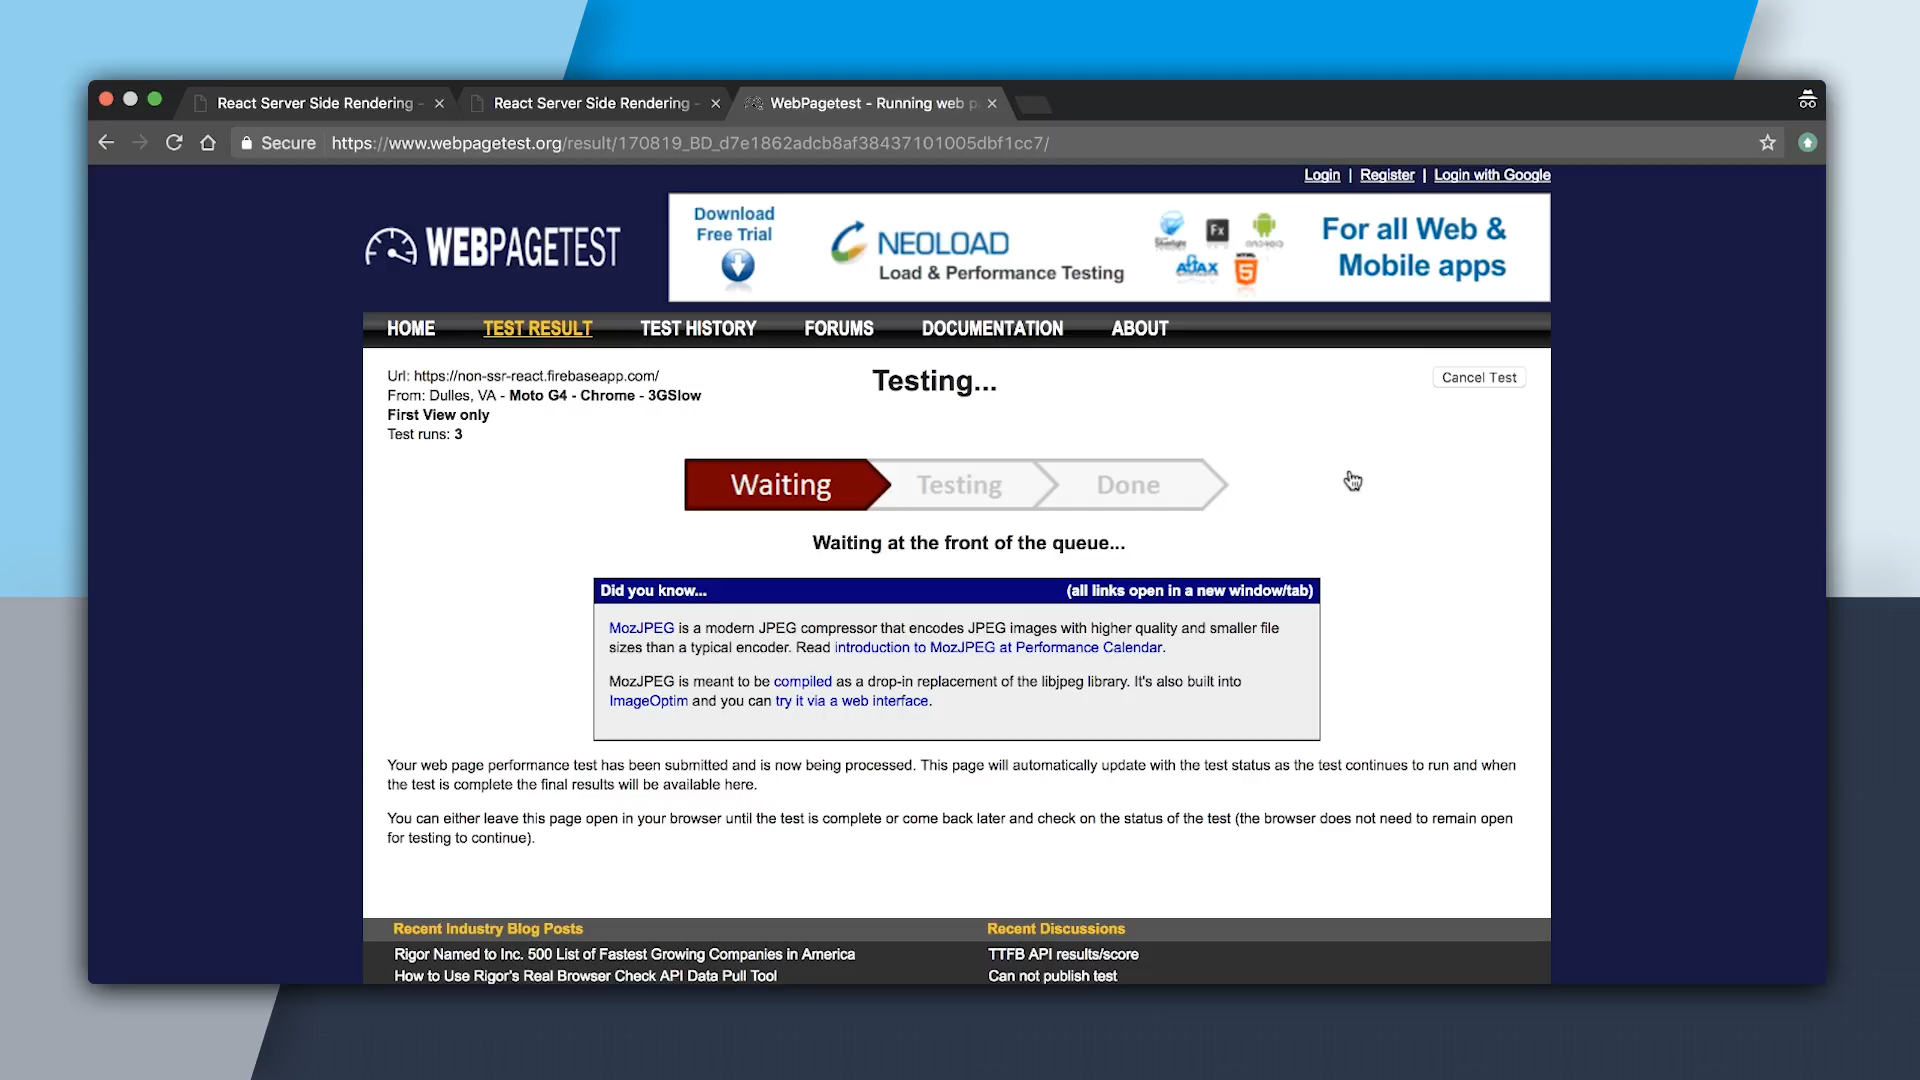 React Server Side Rendering -
React Server Side Rendering -
WebPagetest - Running web p
Secure
https://www.webpagetest.org/result/170819_BD_d7e1862adcb8af38437101005dbf1cc7/
Login | Register | Login with Google
WEBPAGETEST
Download
Free Trial
NEOLOAD
Load & Performance Testing
Silverlight
Fx
ANDROID
AJAX
5
For all Web &
Mobile apps
HOME TEST RESULT TEST HISTORY FORUMS DOCUMENTATION ABOUT
Url: https://non-ssr-react.firebaseapp.com/
From: Dulles, VA - Moto G4 - Chrome - 3GSlow
First View only
Test runs: 3
Testing...
Cancel Test
Waiting Testing Done
Waiting at the front of the queue...
Did you know... (all links open in a new window/tab)
MozJPEG is a modern JPEG compressor that encodes JPEG images with higher quality and smaller file
sizes than a typical encoder. Read introduction to MozJPEG at Performance Calendar.
MozJPEG is meant to be compiled as a drop-in replacement of the libjpeg library. It's also built into
ImageOptim and you can try it via a web interface.
Your web page performance test has been submitted and is now being processed. This page will automatically update with the test status as the test continues to run and when
the test is complete the final results will be available here.
You can either leave this page open in your browser until the test is complete or come back later and check on the status of the test (the browser does not need to remain open
for testing to continue).
Recent Industry Blog Posts
Rigor Named to Inc. 500 List of Fastest Growing Companies in America
How to Use Rigor's Real Browser Check API Data Pull Tool
Recent Discussions
TTFB API results/score
Can not publish test